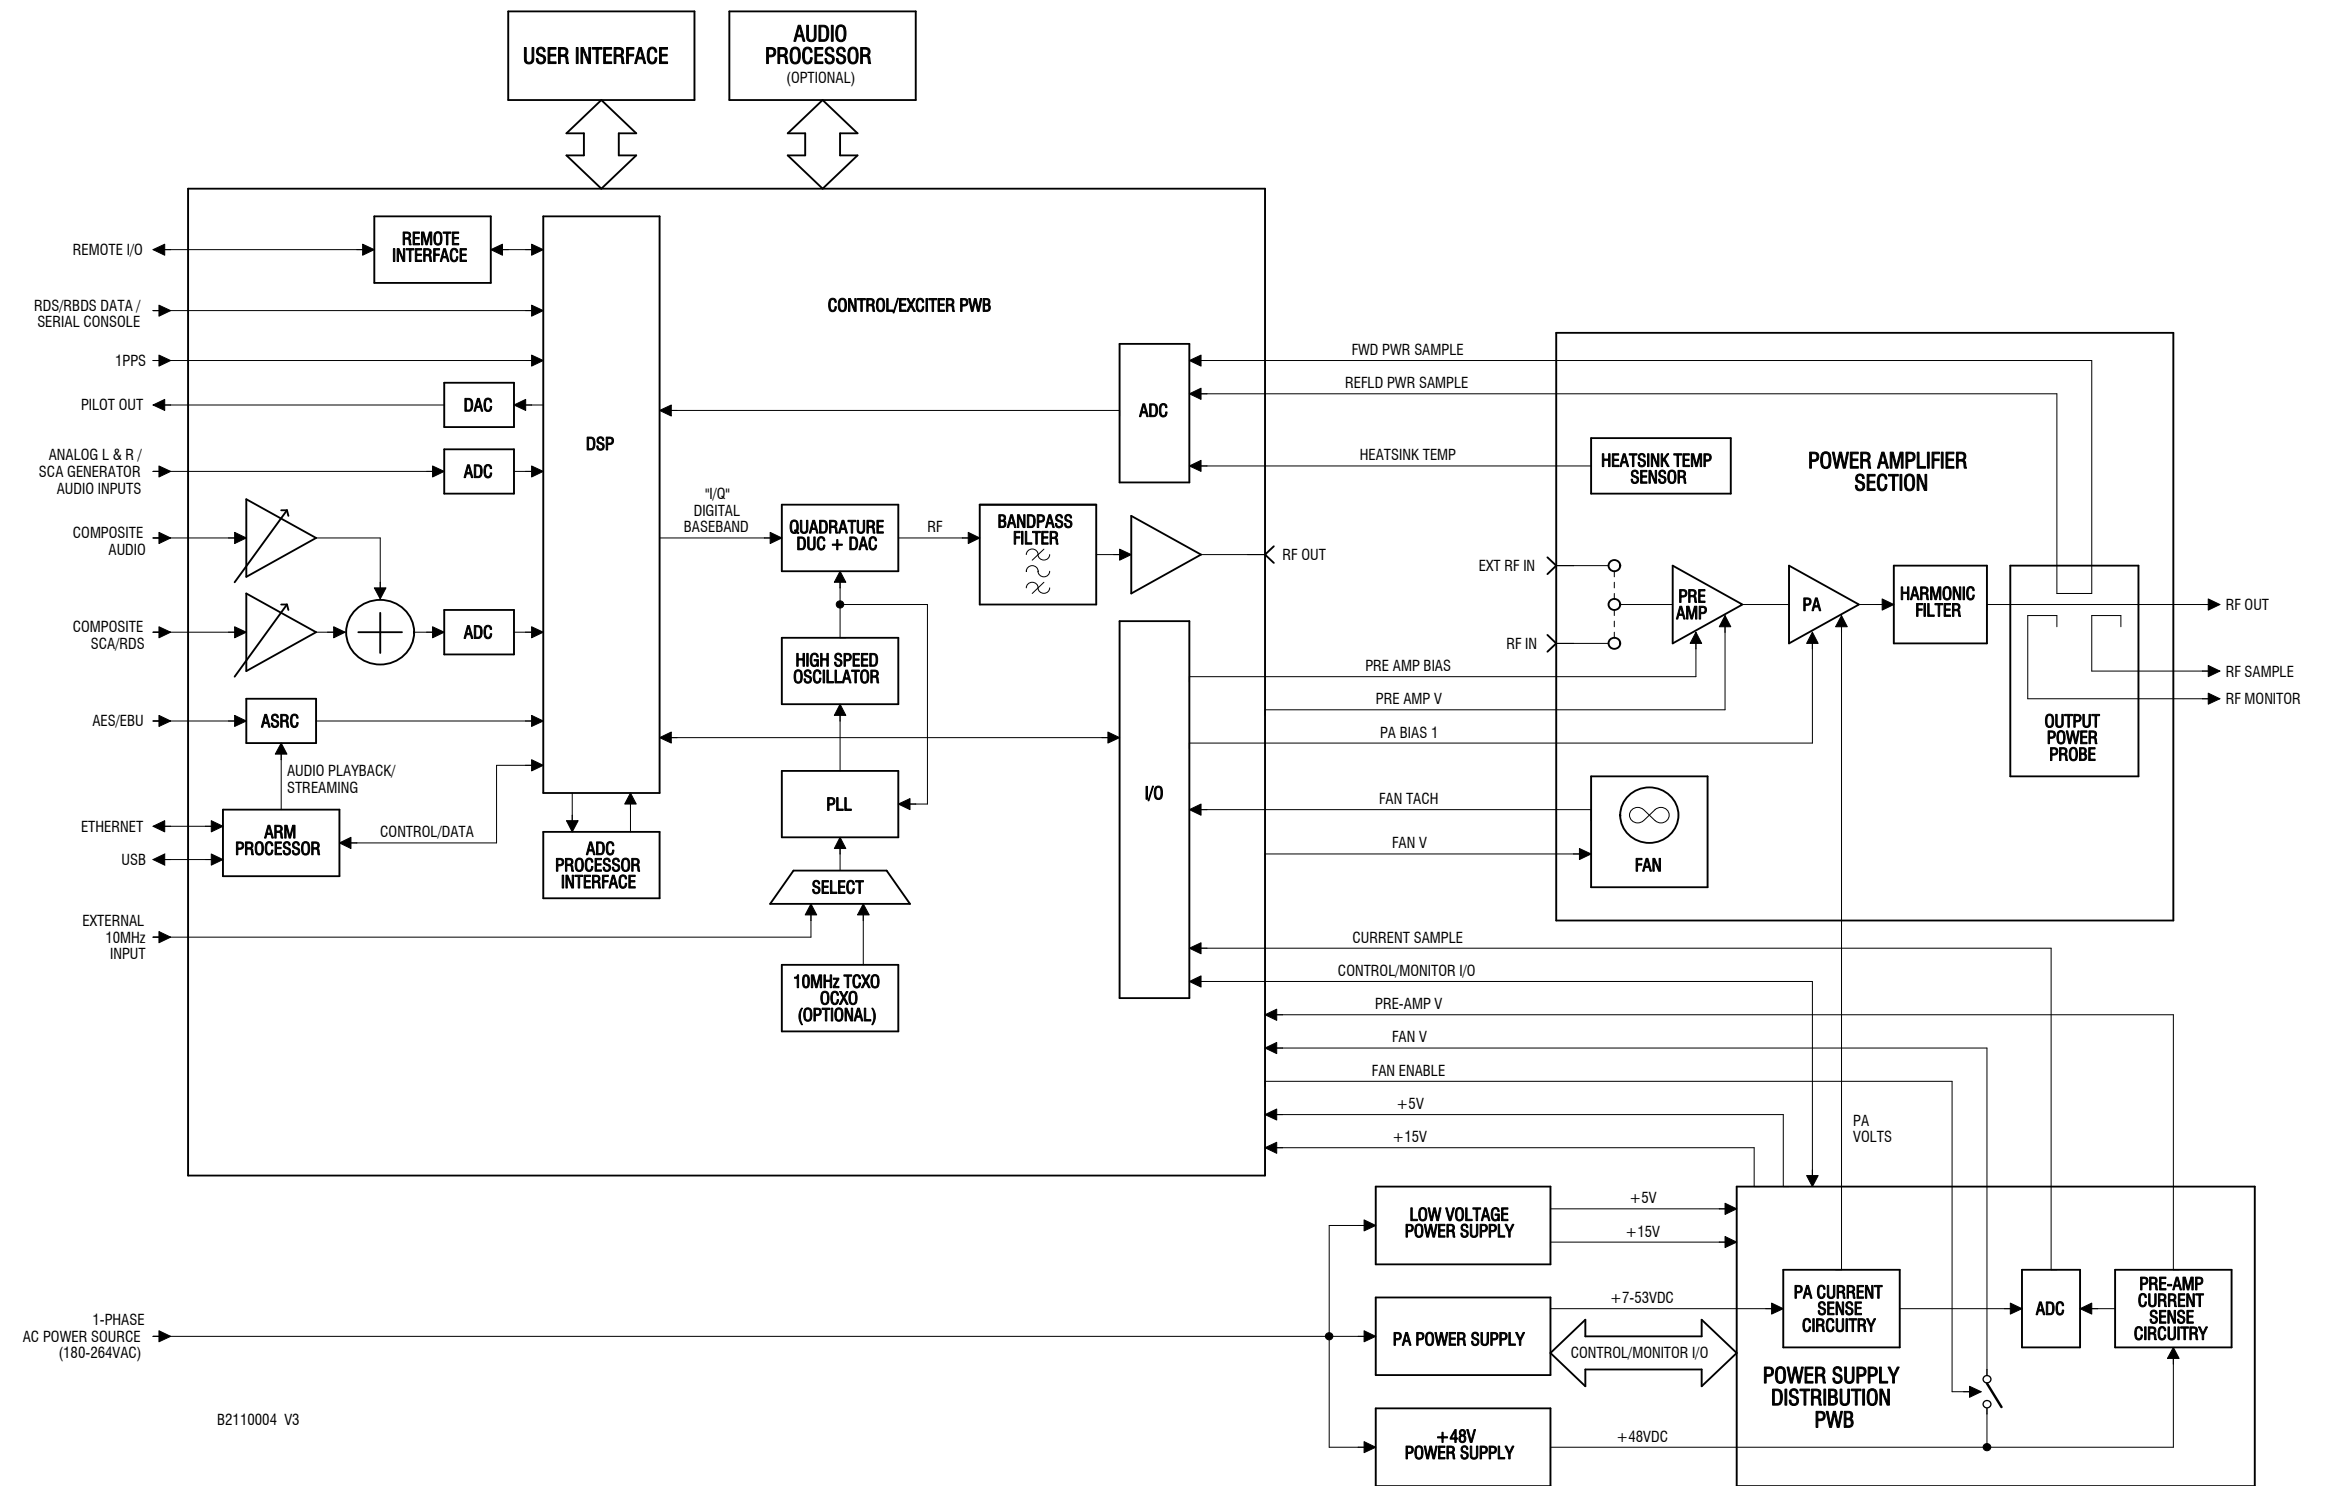 USER INTERFACE
AUDIO
PROCESSOR
(OPTIONAL)
REMOTE I/O
REMOTE
INTERFACE
RDS/RBDS DATA /
SERIAL CONSOLE
1PPS
PILOT OUT
DAC
ANALOG L & R /
SCA GENERATOR
AUDIO INPUTS
ADC
COMPOSITE
AUDIO
COMPOSITE
SCA/RDS
ADC
AES/EBU
ASRC
AUDIO PLAYBACK/
STREAMING
ETHERNET
USB
ARM
PROCESSOR
CONTROL/DATA
EXTERNAL
10MHz
INPUT
DSP
ADC
PROCESSOR
INTERFACE
CONTROL/EXCITER PWB
"I/Q"
DIGITAL
BASEBAND
QUADRATURE
DUC + DAC
RF
BANDPASS
FILTER
RF OUT
HIGH SPEED
OSCILLATOR
PLL
SELECT
10MHz TCXO
OCXO
(OPTIONAL)
ADC
I/O
FWD PWR SAMPLE
REFLD PWR SAMPLE
HEATSINK TEMP
HEATSINK TEMP
SENSOR
POWER AMPLIFIER
SECTION
EXT RF IN
RF IN
PRE
AMP
PA
HARMONIC
FILTER
RF OUT
RF SAMPLE
RF MONITOR
OUTPUT
POWER
PROBE
PRE AMP BIAS
PRE AMP V
PA BIAS 1
FAN TACH
FAN V
FAN
CURRENT SAMPLE
CONTROL/MONITOR I/O
PRE-AMP V
FAN V
FAN ENABLE
+5V
+15V
PA
VOLTS
LOW VOLTAGE
POWER SUPPLY
+5V
+15V
1-PHASE
AC POWER SOURCE
(180-264VAC)
PA POWER SUPPLY
+7-53VDC
CONTROL/MONITOR I/O
PA CURRENT
SENSE
CIRCUITRY
ADC
PRE-AMP
CURRENT
SENSE
CIRCUITRY
POWER SUPPLY
DISTRIBUTION
PWB
+48V
POWER SUPPLY
+48VDC
B2110004 V3